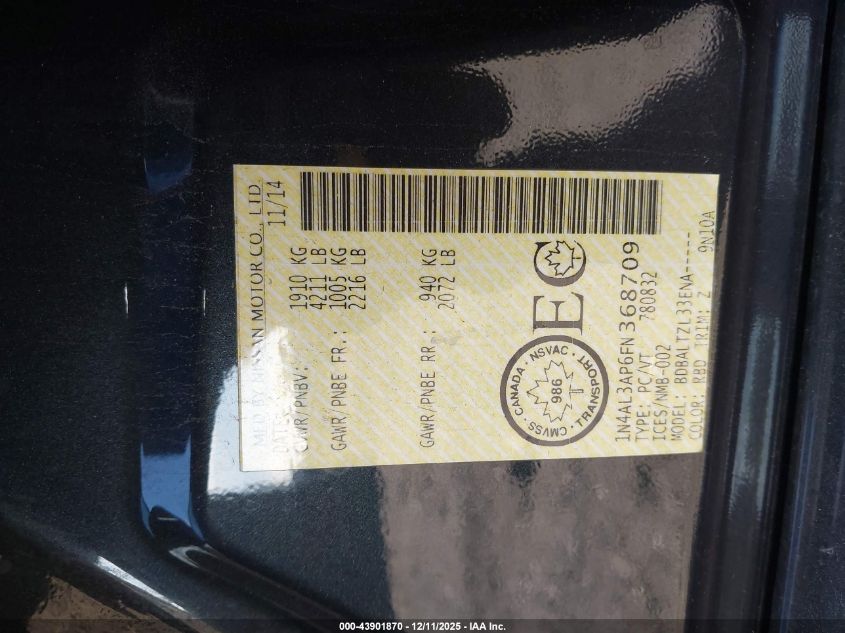 MFD BY NISSAN MOTOR CO., LTD.
11/14
GVWR/PNBV: 1910 KG
4211 LB
GAWR/PNBE FR.: 1005 KG
2216 LB
GAWR/PNBE RR.: 940 KG
2072 LB
CANADA · NSVAC · TRANSPORT · CMVSS
986
EC
1N4AL3AP6FN368709
TYPE: PC/VT 780832
ICES/NMB-002
MODEL: BDBALTZL33ENA-----
COLOR: RBD TRIM: Z 9N10A
000-43901870 - 12/11/2025 - IAA Inc.